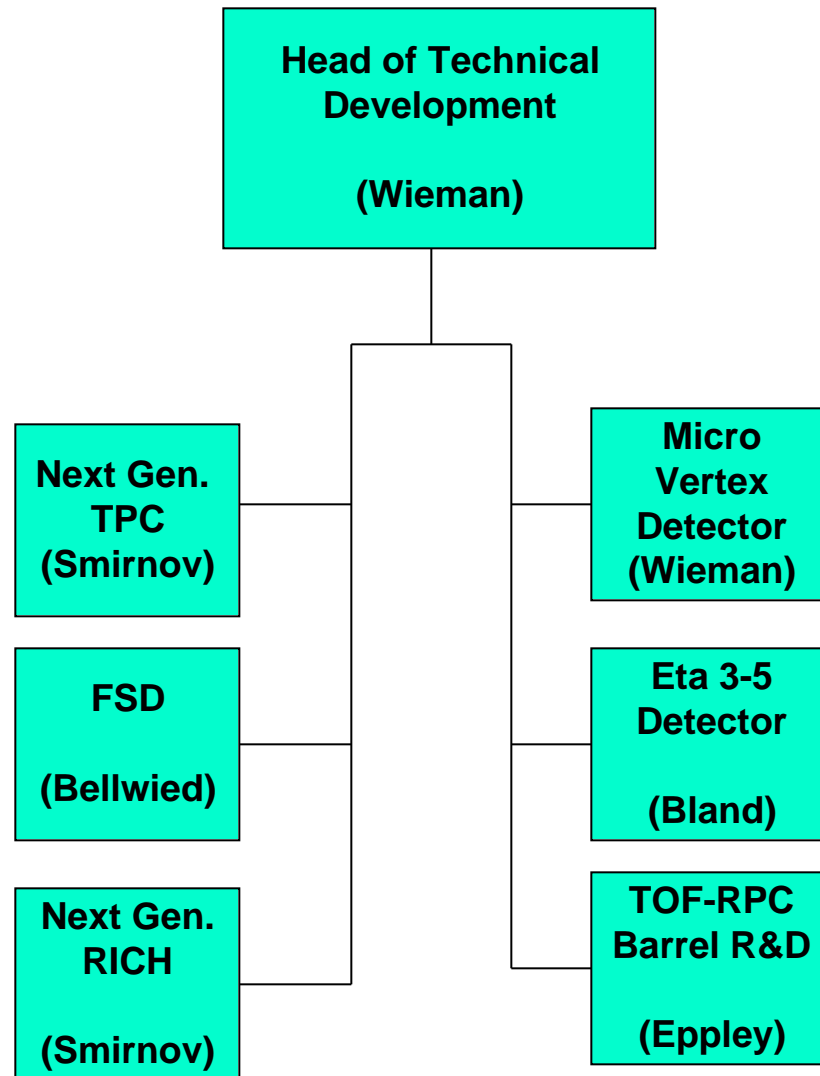 Head of Technical
Development
(Wieman)
Next Gen.
TPC
(Smirnov)
FSD
(Bellwied)
Next Gen.
RICH
(Smirnov)
Micro
Vertex
Detector
(Wieman)
Eta 3-5
Detector
(Bland)
TOF-RPC
Barrel R&D
(Eppley)